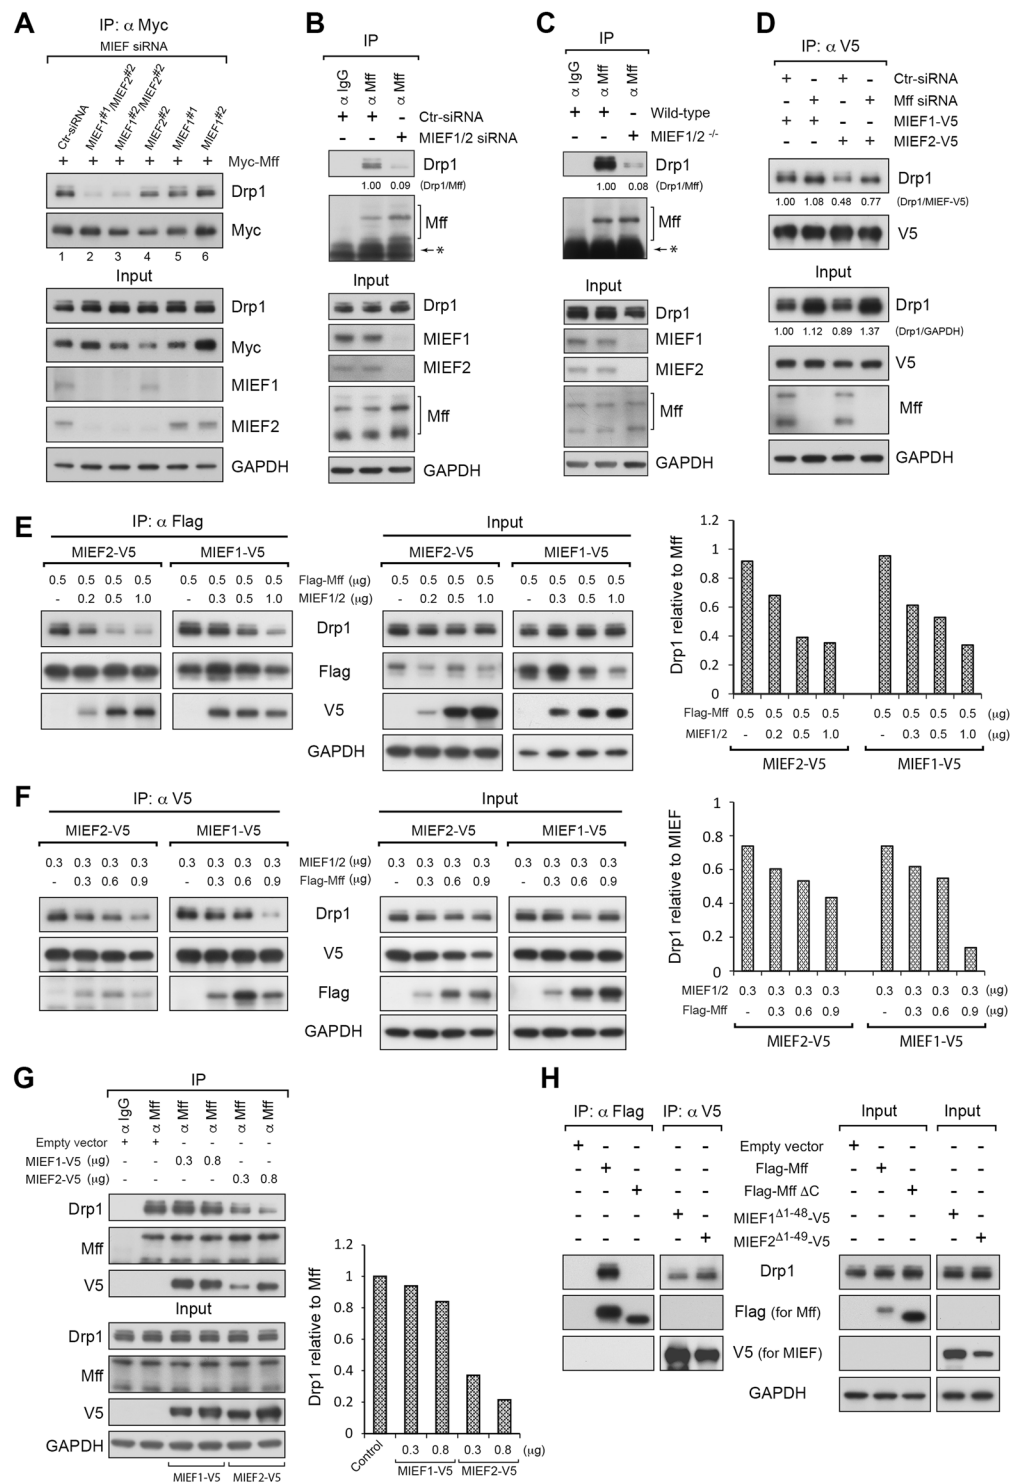 A
IP: α Myc
MIEF siRNA
Ctr-siRNA
MIEF1#1/MIEF2#2
MIEF1#2/MIEF2#2
MIEF2#2
MIEF1#1
MIEF1#2
+ + + + + + Myc-Mff
Drp1
Myc
1 2 3 4 5 6
Input
Drp1
Myc
MIEF1
MIEF2
GAPDH
B
IP
α IgG
α Mff
α Mff
+ + - Ctr-siRNA
- - + MIEF1/2 siRNA
Drp1
1.00 0.09 (Drp1/Mff)
Mff
*
Input
Drp1
MIEF1
MIEF2
Mff
GAPDH
C
IP
α IgG
α Mff
α Mff
+ + - Wild-type
- - + MIEF1/2 -/-
Drp1
1.00 0.08 (Drp1/Mff)
Mff
*
Input
Drp1
MIEF1
MIEF2
Mff
GAPDH
D
IP: α V5
+ - + - Ctr-siRNA
- + - + Mff siRNA
+ + - - MIEF1-V5
- - + + MIEF2-V5
Drp1
1.00 1.08 0.48 0.77 (Drp1/MIEF-V5)
V5
Input
Drp1
1.00 1.12 0.89 1.37 (Drp1/GAPDH)
V5
Mff
GAPDH
E
IP: α Flag
MIEF2-V5 MIEF1-V5
0.5 0.5 0.5 0.5 0.5 0.5 0.5 0.5
- 0.2 0.5 1.0 - 0.3 0.5 1.0
Flag-Mff (μg)
MIEF1/2 (μg)
Input
MIEF2-V5 MIEF1-V5
0.5 0.5 0.5 0.5 0.5 0.5 0.5 0.5
- 0.2 0.5 1.0 - 0.3 0.5 1.0
Drp1
Flag
V5
GAPDH
Drp1 relative to Mff
1.2
1
0.8
0.6
0.4
0.2
0
Flag-Mff 0.5 0.5 0.5 0.5 0.5 0.5 0.5 0.5 (μg)
MIEF1/2 - 0.2 0.5 1.0 - 0.3 0.5 1.0 (μg)
MIEF2-V5 MIEF1-V5
F
IP: α V5
MIEF2-V5 MIEF1-V5
0.3 0.3 0.3 0.3 0.3 0.3 0.3 0.3
- 0.3 0.6 0.9 - 0.3 0.6 0.9
MIEF1/2 (μg)
Flag-Mff (μg)
Input
MIEF2-V5 MIEF1-V5
0.3 0.3 0.3 0.3 0.3 0.3 0.3 0.3
- 0.3 0.6 0.9 - 0.3 0.6 0.9
Drp1
V5
Flag
GAPDH
Drp1 relative to MIEF
1
0.8
0.6
0.4
0.2
0
MIEF1/2 0.3 0.3 0.3 0.3 0.3 0.3 0.3 0.3 (μg)
Flag-Mff - 0.3 0.6 0.9 - 0.3 0.6 0.9 (μg)
MIEF2-V5 MIEF1-V5
G
IP
α IgG
α Mff
α Mff
α Mff
α Mff
α Mff
Empty vector + + - - - -
MIEF1-V5 (μg) - - 0.3 0.8 - -
MIEF2-V5 (μg) - - - - 0.3 0.8
Drp1
Mff
V5
Input
Drp1
Mff
V5
GAPDH
MIEF1-V5 MIEF2-V5
Drp1 relative to Mff
1.2
1
0.8
0.6
0.4
0.2
0
Control
0.3 0.8 0.3 0.8 (μg)
MIEF1-V5 MIEF2-V5
H
IP: α Flag IP: α V5 Input Input
+ - - - - Empty vector + - - - -
- + - - - Flag-Mff - + - - -
- - + - - Flag-Mff ΔC - - + - -
- - - + - MIEF1Δ1-48-V5 - - - + -
- - - - + MIEF2Δ1-49-V5 - - - - +
Drp1
Flag (for Mff)
V5 (for MIEF)
GAPDH